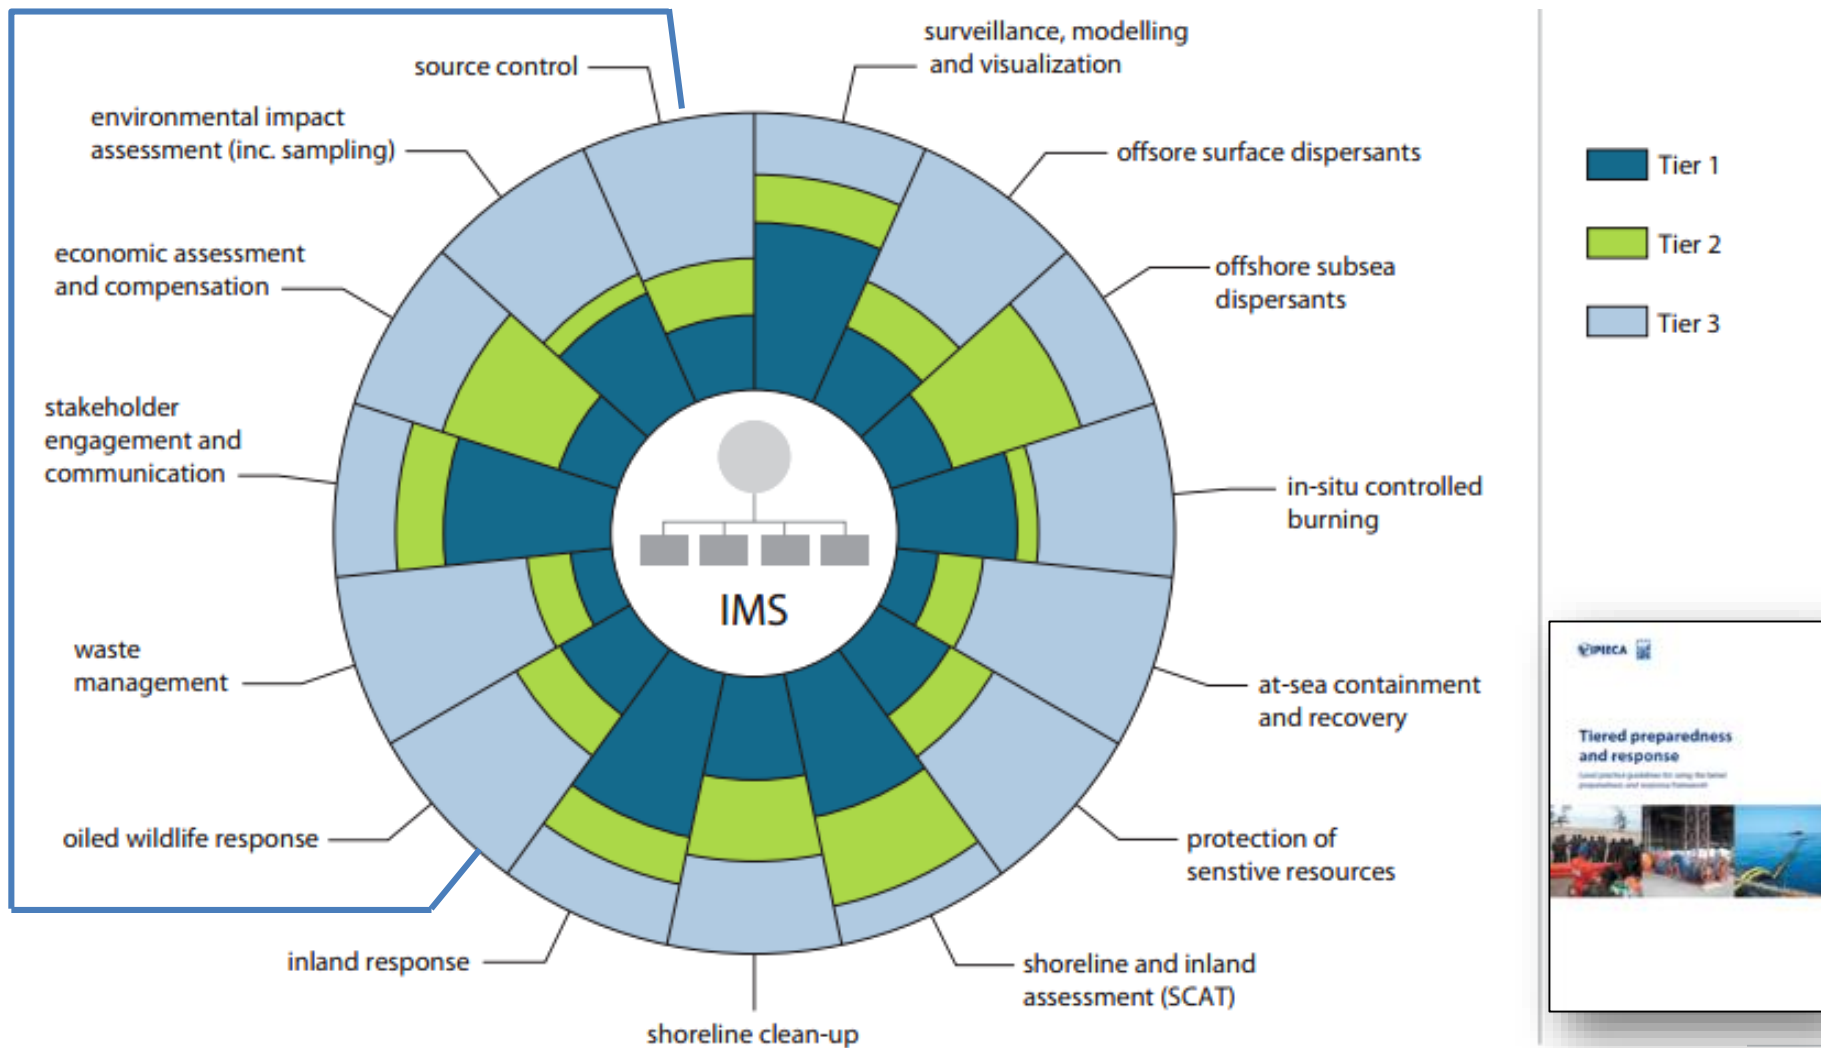 surveillance, modelling
and visualization
source control
environmental impact
assessment (inc. sampling)
offsore surface dispersants
economic assessment
and compensation
offshore subsea
dispersants
stakeholder
engagement and
communication
in-situ controlled
burning
IMS
waste
management
at-sea containment
and recovery
oiled wildlife response
protection of
senstive resources
inland response
shoreline and inland
assessment (SCAT)
shoreline clean-up
Tier 1
Tier 2
Tier 3
IPIECA
Tiered preparedness
and response